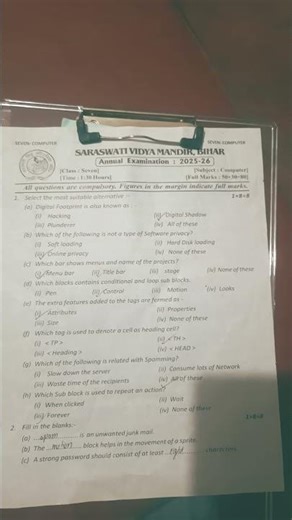 SEVEN-COMPUTER
SEVEN-COMPUTER
SARASWATI VIDYA MANDIR, BIHAR
Annual Examination : 2025-26
[Class : Seven] [Subject : Computer]
[Time : 1:30 Hours] [Full Marks : 50+30=80]
All questions are compulsory. Figures in the margin indicate full marks.
1. Select the most suitable alternative :- 1×8=8
(a) Digital Footprint is also known as
(i) Hacking (ii) Digital Shadow
(iii) Plunderer (iv) All of these
(b) Which of the following is not a type of Software privacy?
(i) Soft loading (ii) Hard Disk loading
(iii) Online privacy (iv) None of these
(c) Which bar shows menus and name of the projects?
(i) Menu bar (ii) Title bar (iii) stage (iv) None of these
(d) Which blocks contains conditional and loop sub blocks.
(i) Pen (ii) Control (iii) Motion (iv) Looks
(e) The extra features added to the tags are termed as -
(i) Attributes (ii) Properties
(iii) Size (iv) None of these
(f) Which tag is used to denote a cell as heading cell?
(i) < TP > (ii) < TH >
(iii) < Heading > (iv) < HEAD >
(g) Which of the following is related with Spamming?
(i) Slow down the server (ii) Consume lots of Network
(iii) Waste time of the recipients (iv) All of these
(h) Which Sub block is used to repeat an action?
(i) When clicked (ii) Wait
(iii) Forever (iv) None of these
2. Fill in the blanks:- 1×8=8
(a) spam is an unwanted junk mail.
(b) The motion block helps in the movement of a sprite.
(c) A strong password should consist of at least eight